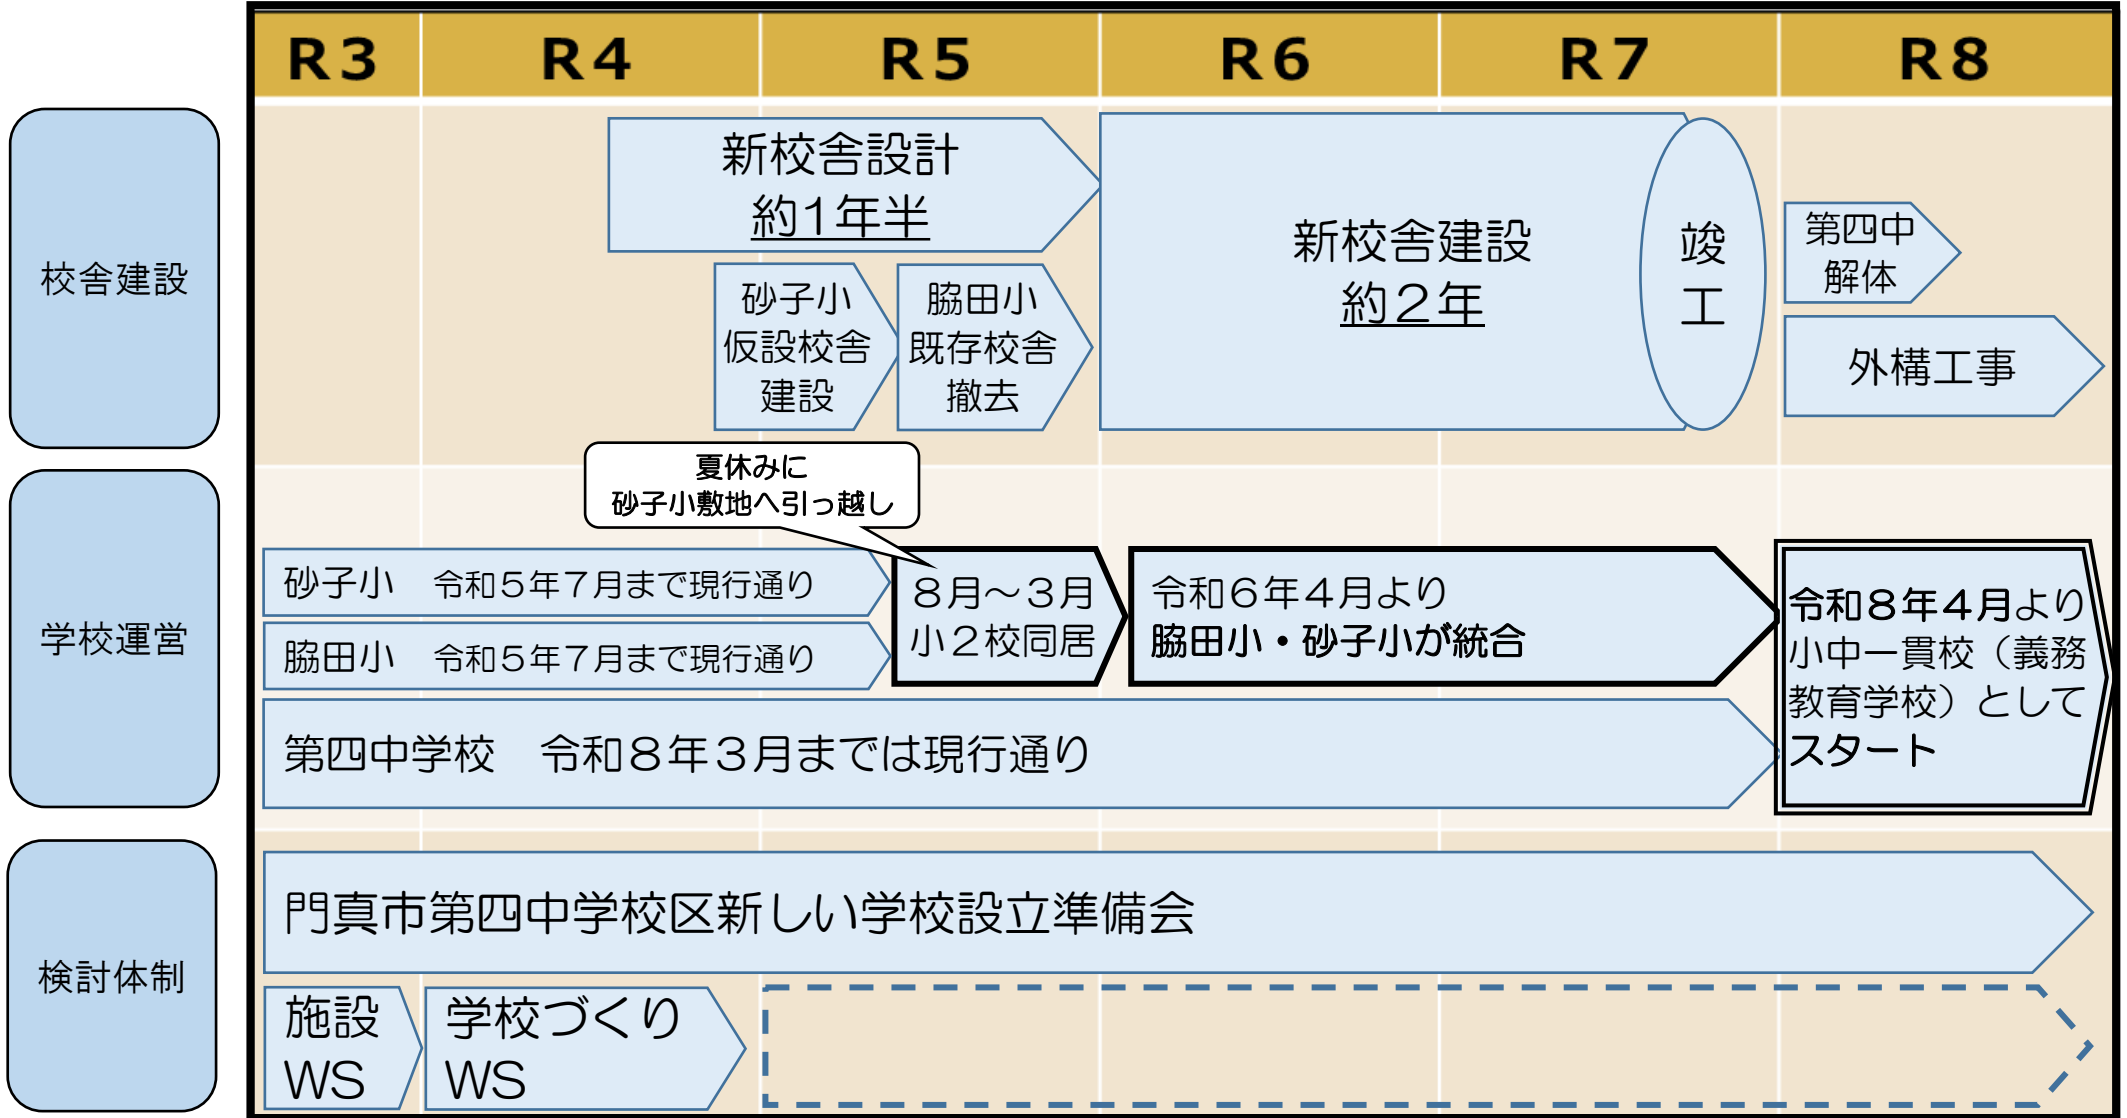 R3 R4 R5 R6 R7 R8
校舎建設
新校舎設計
約1年半
砂子小
仮設校舎
建設
脇田小
既存校舎
撤去
新校舎建設
約2年
竣
工
第四中
解体
外構工事
学校運営
夏休みに
砂子小敷地へ引っ越し
砂子小 令和5年7月まで現行通り
脇田小 令和5年7月まで現行通り
8月～3月
小2校同居
令和6年4月より
脇田小・砂子小が統合
第四中学校 令和8年3月までは現行通り
令和8年4月より
小中一貫校（義務
教育学校）として
スタート
検討体制
門真市第四中学校区新しい学校設立準備会
施設
WS
学校づくり
WS